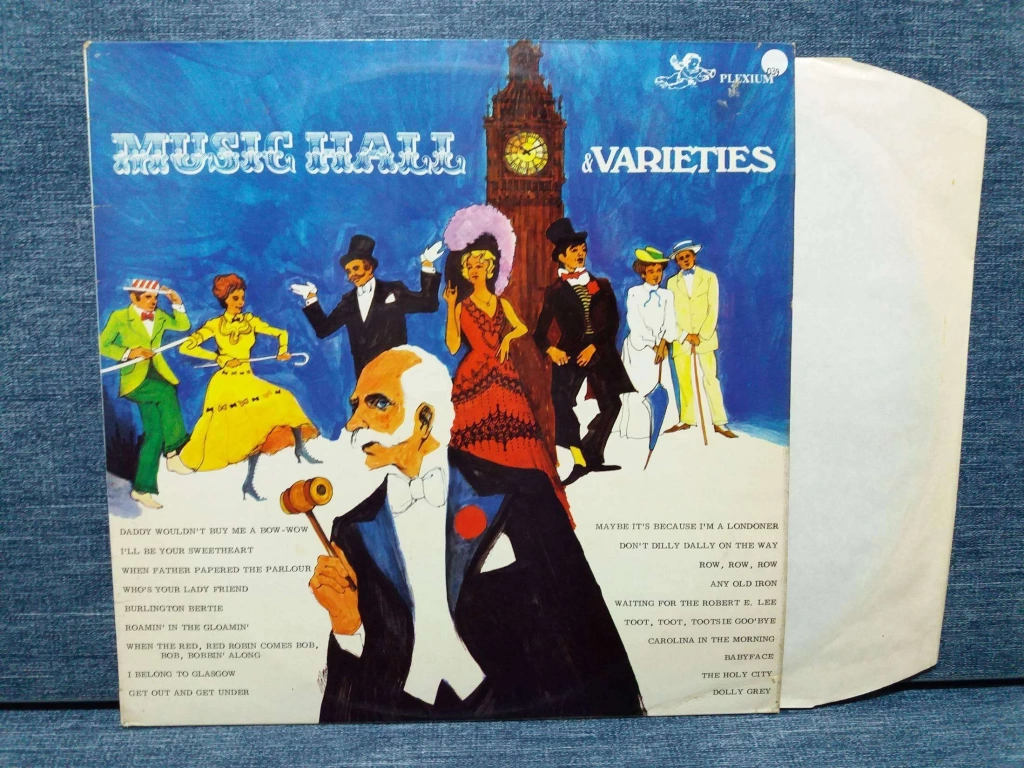 PLEXIUM
MUSIC HALL
& VARIETIES
DADDY WOULDN'T BUY ME A BOW-WOW
I'LL BE YOUR SWEETHEART
WHEN FATHER PAPERED THE PARLOUR
WHO'S YOUR LADY FRIEND
BURLINGTON BERTIE
ROAMIN' IN THE GLOAMIN'
WHEN THE RED, RED ROBIN COMES BOB,
BOB, BOBBIN' ALONG
I BELONG TO GLASGOW
GET OUT AND GET UNDER
MAYBE IT'S BECAUSE I'M A LONDONER
DON'T DILLY DALLY ON THE WAY
ROW, ROW, ROW
ANY OLD IRON
WAITING FOR THE ROBERT E. LEE
TOOT, TOOT, TOOTSIE GOO'BYE
CAROLINA IN THE MORNING
BABYFACE
THE HOLY CITY
DOLLY GREY